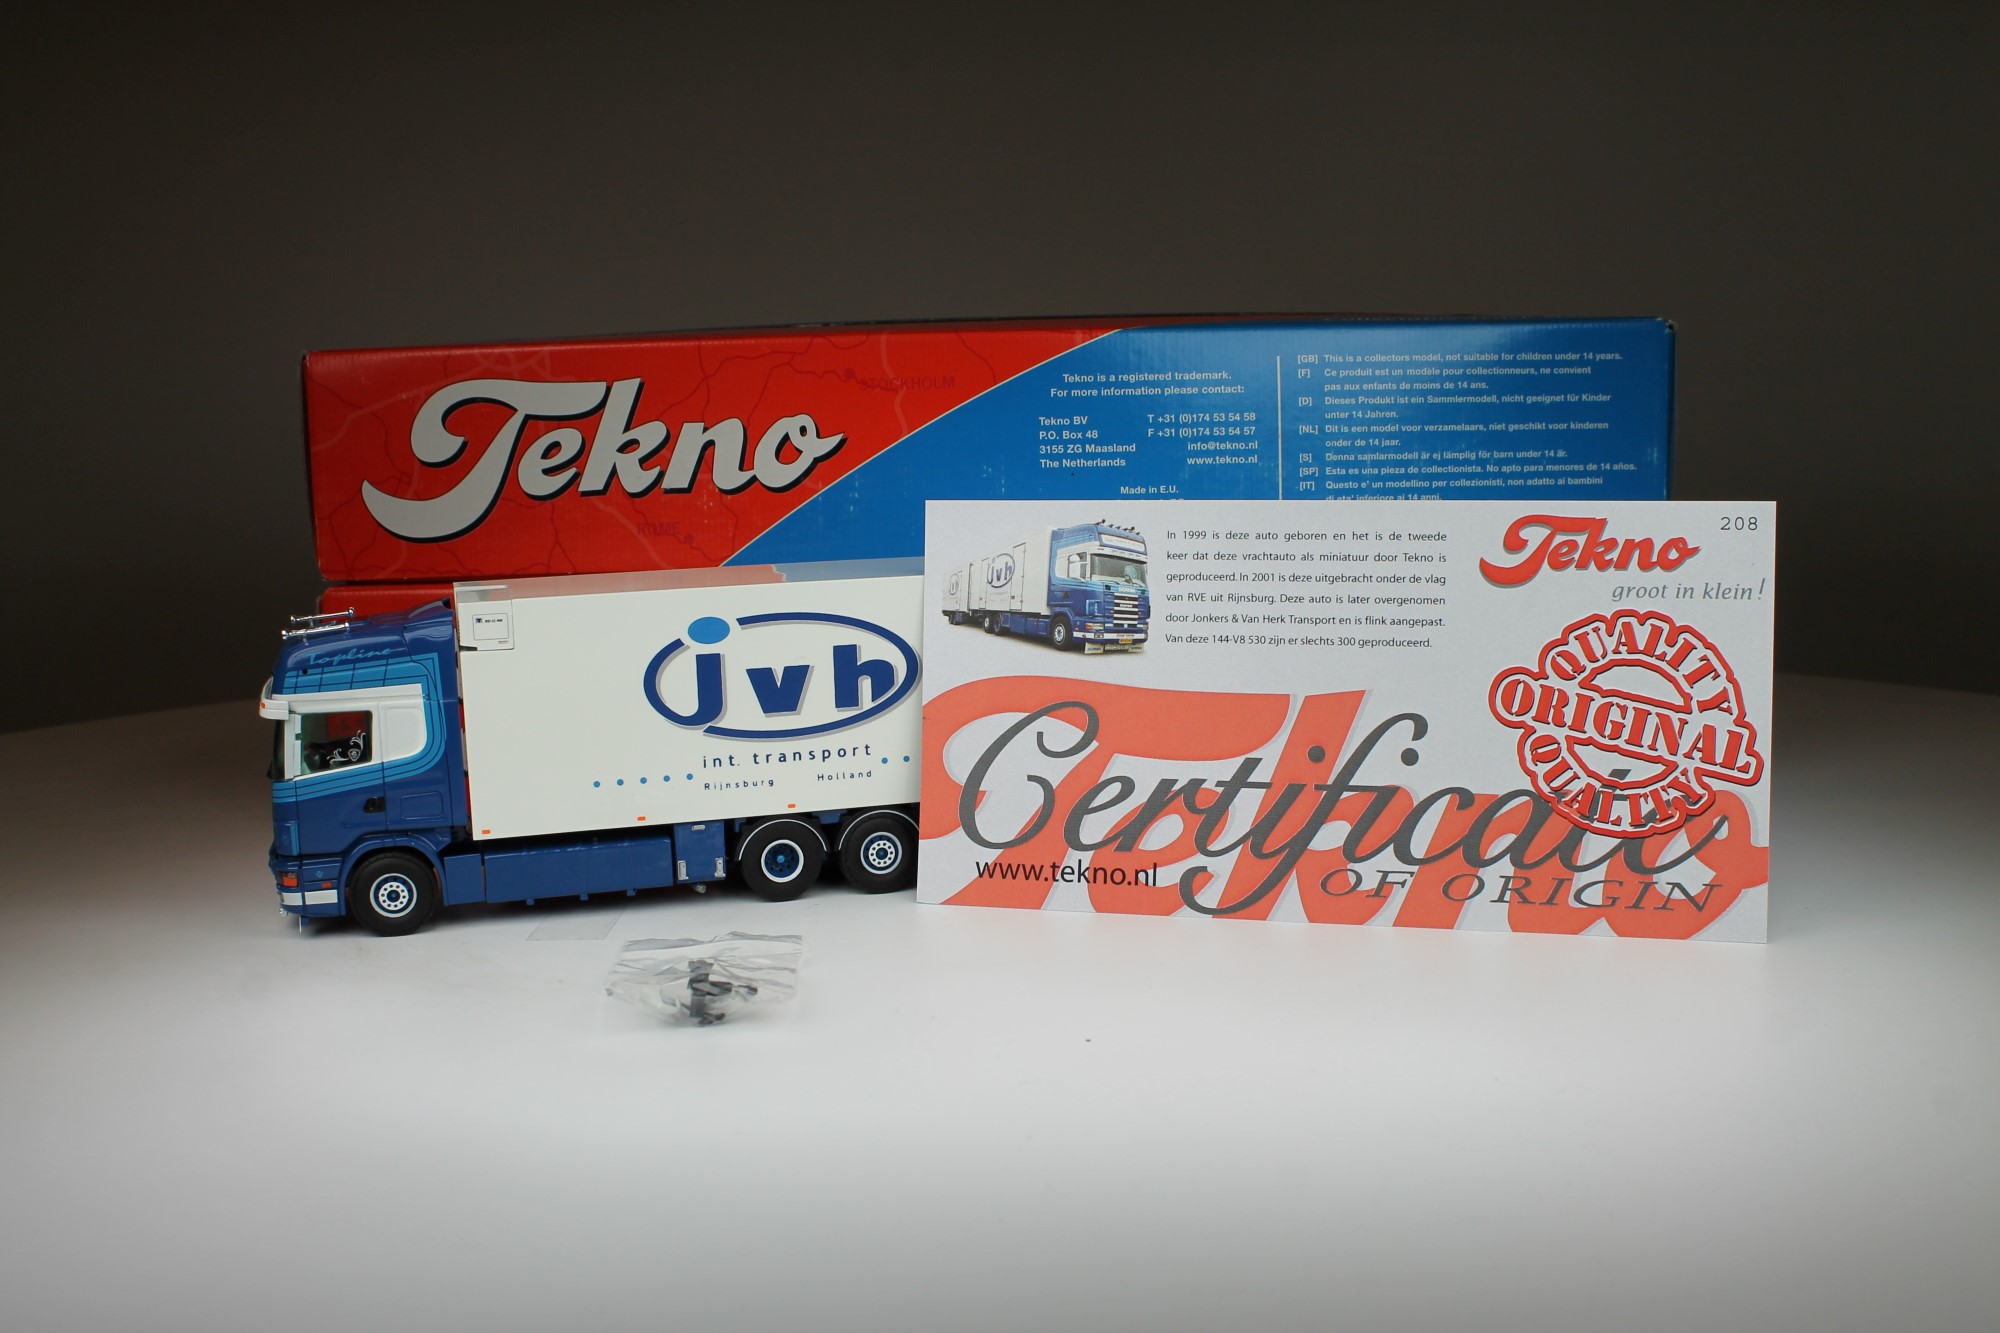 Tekno
STOCKHOLM
ROME
Tekno is a registered trademark.
For more information please contact:
Tekno BV
P.O. Box 48
3155 ZG Maasland
The Netherlands
T +31 (0)174 53 54 58
F +31 (0)174 53 54 57
info@tekno.nl
www.tekno.nl
Made in E.U.
[GB] This is a collectors model, not suitable for children under 14 years.
[F] Ce produit est un modèle pour collectionneurs, ne convient
pas aux enfants de moins de 14 ans.
[D] Dieses Produkt ist ein Sammlermodell, nicht geeignet für Kinder
unter 14 Jahren.
[NL] Dit is een model voor verzamelaars, niet geschikt voor kinderen
onder de 14 jaar.
[S] Denna samlarmodell är ej lämplig för barn under 14 år.
[SP] Esta es una pieza de collectionista. No apto para menores de 14 años.
[IT] Questo e' un modellino per collezionisti, non adatto ai bambini
di eta' inferiore ai 14 anni.
Topline
jvh
int. transport
Rijnsburg Holland
jvh
In 1999 is deze auto geboren en het is de tweede
keer dat deze vrachtauto als miniatuur door Tekno is
geproduceerd. In 2001 is deze uitgebracht onder de vlag
van RVE uit Rijnsburg. Deze auto is later overgenomen
door Jonkers & Van Herk Transport en is flink aangepast.
Van deze 144-V8 530 zijn er slechts 300 geproduceerd.
208
Tekno
groot in klein!
QUALITY
ORIGINAL
QUALITY
Tekno
Certificate
OF ORIGIN
www.tekno.nl